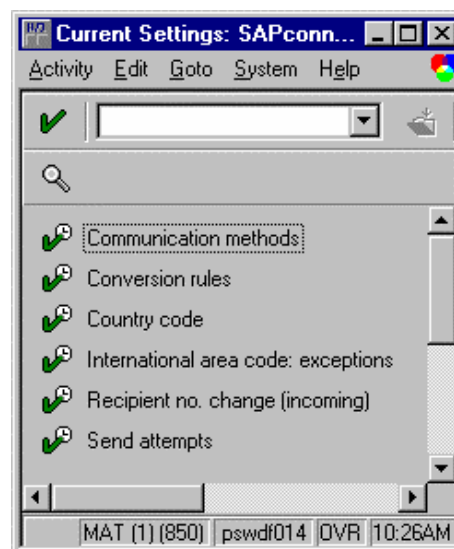 Current Settings: SAPconn...
Activity Edit Goto System Help
Communication methods
Conversion rules
Country code
International area code: exceptions
Recipient no. change (incoming)
Send attempts
MAT (1) (850) pswdf014 OVR 10:26AM